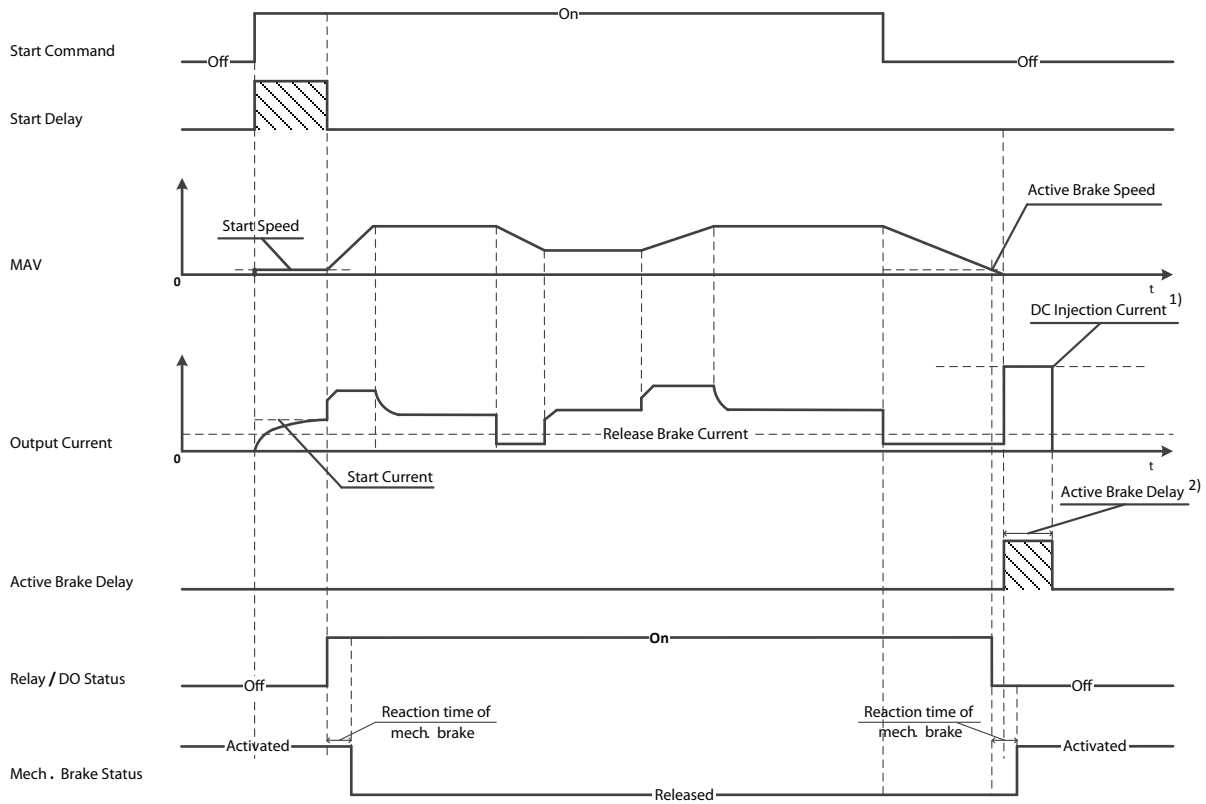 On
Start Command
Off
Off
Start Delay
Active Brake Speed
Start Speed
MAV
0
t
DC Injection Current 1)
Release Brake Current
Output Current
0
t
Start Current
Active Brake Delay 2)
Active Brake Delay
On
Relay / DO Status
Off
Off
Reaction time of
mech. brake
Reaction time of
mech. brake
Activated
Activated
Mech. Brake Status
Released